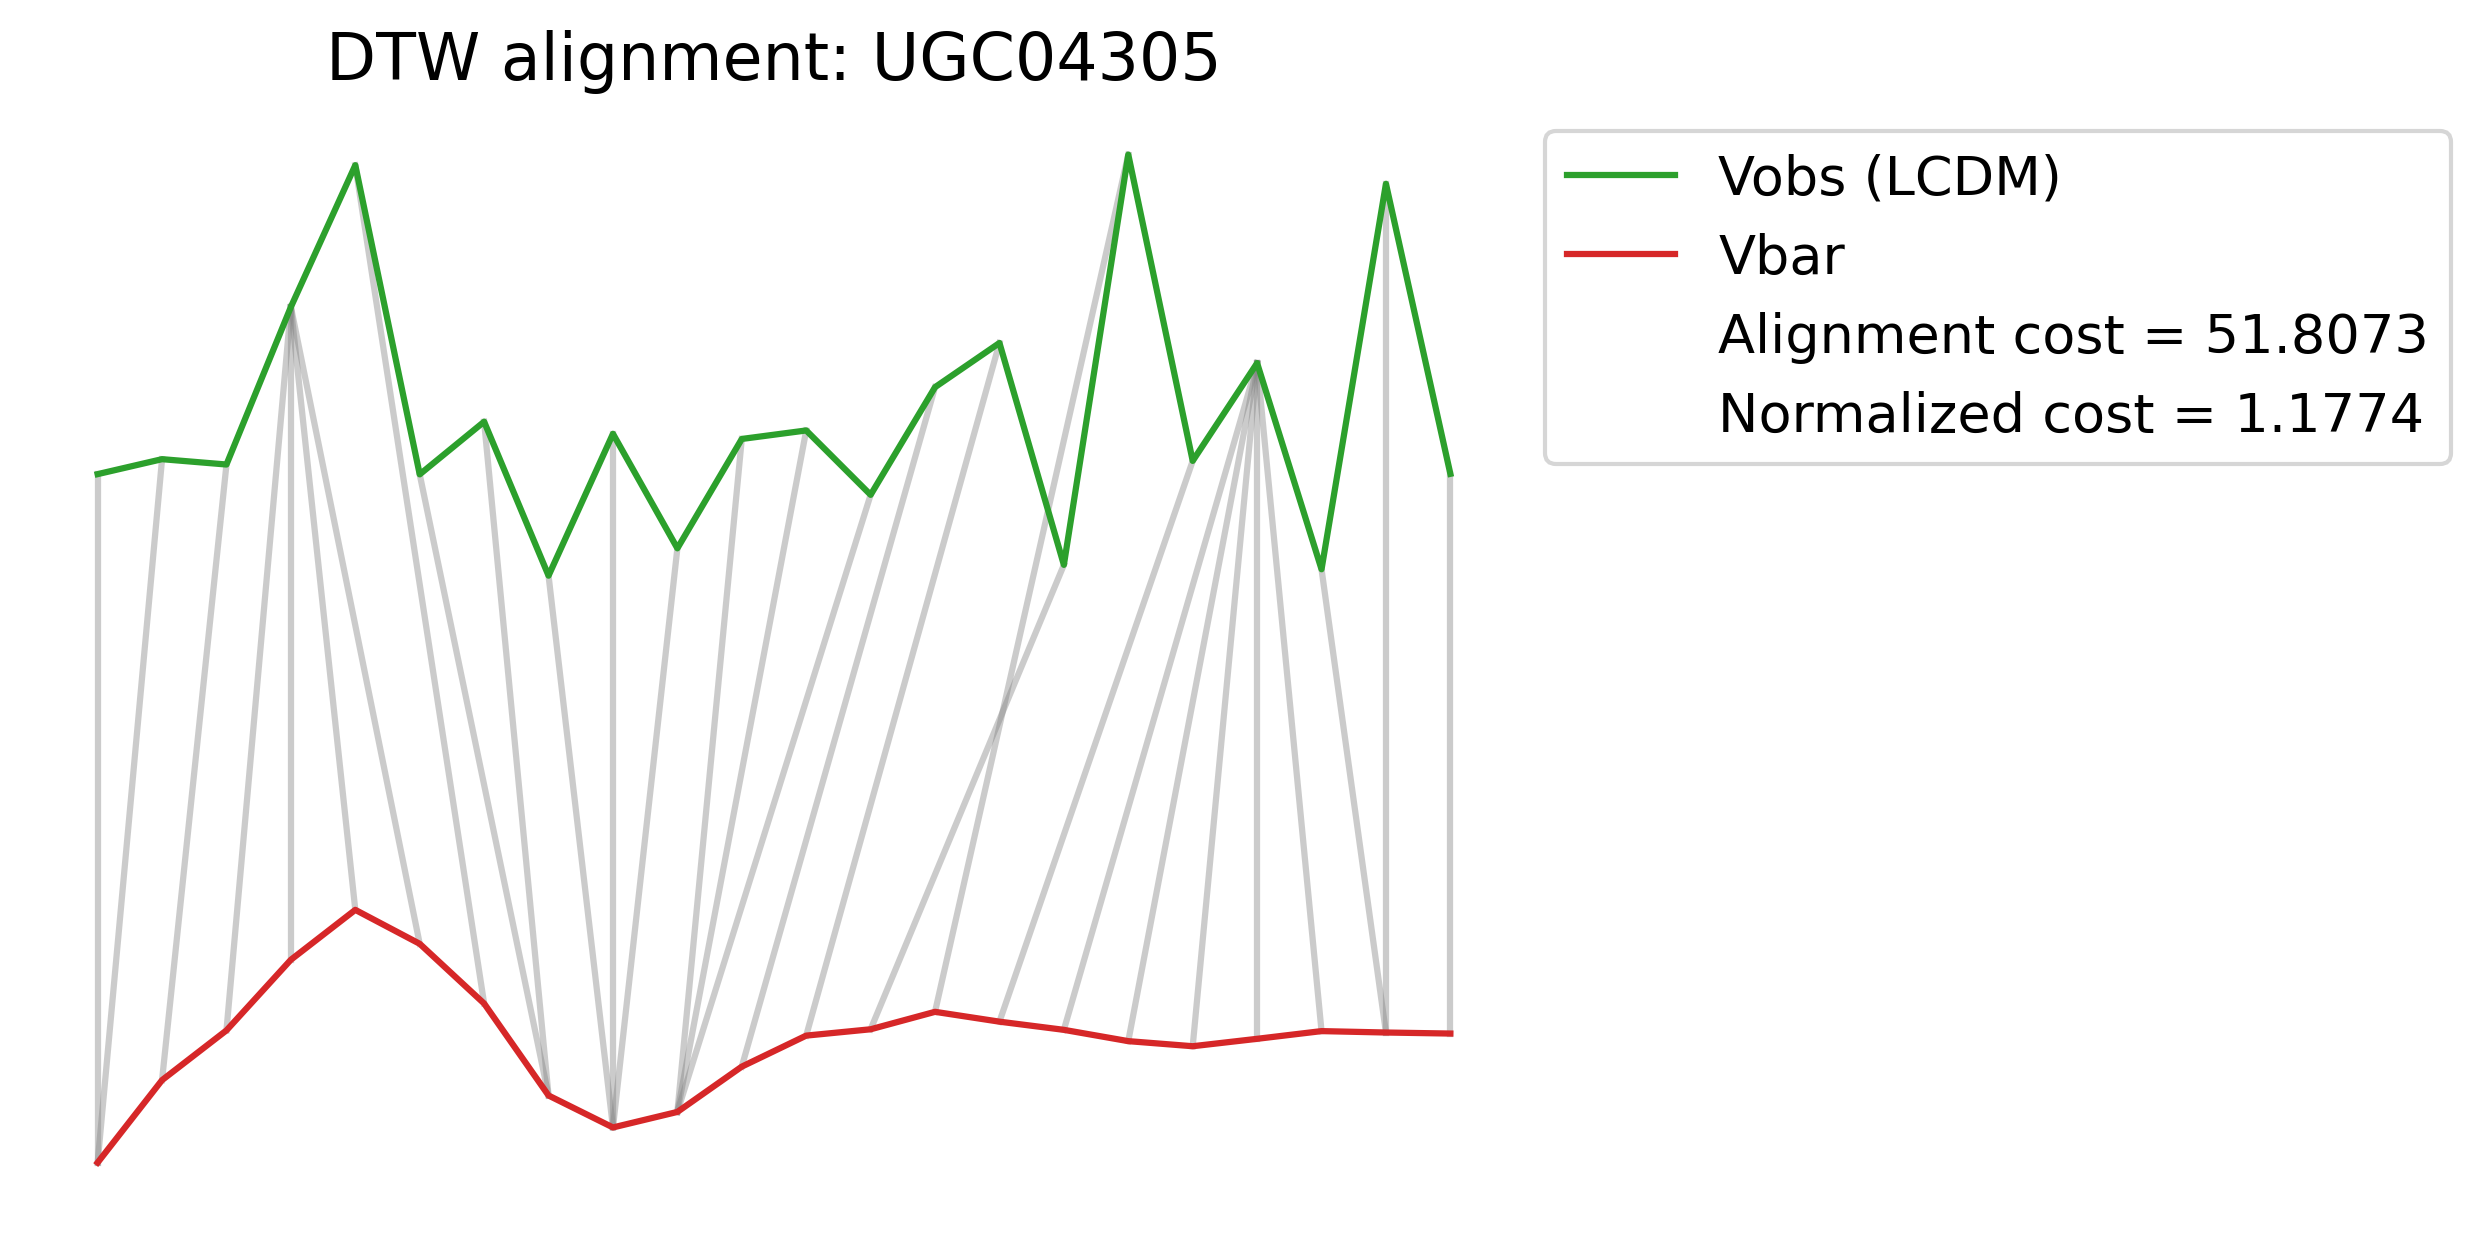 DTW alignment: UGC04305
Vobs (LCDM)
Vbar
Alignment cost = 51.8073
Normalized cost = 1.1774